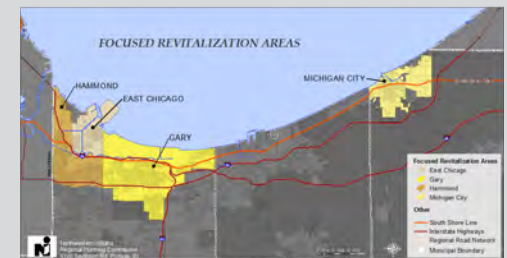 FOCUSED REVITALIZATION AREAS
HAMMOND
EAST CHICAGO
GARY
MICHIGAN CITY
Focused Revitalization Areas
East Chicago
Gary
Hammond
Michigan City
Other
South Shore Line
Interstate Highways
Regional Road Network
Municipal Boundary
Northwestern Indiana
Regional Planning Commission